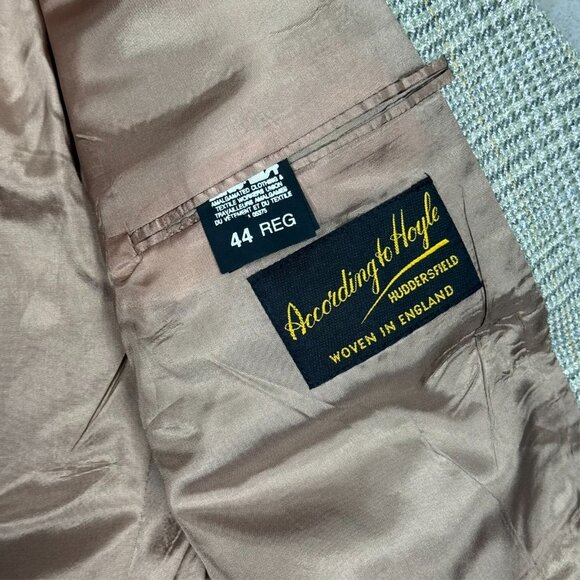 AMALGAMATED CLOTHING &
TEXTILE WORKERS UNION
TRAVAILLEURS AMALGAMES
DU VÊTEMENT ET DU TEXTILE
44 REG
According to Hoyle
HUDDERSFIELD
WOVEN IN ENGLAND